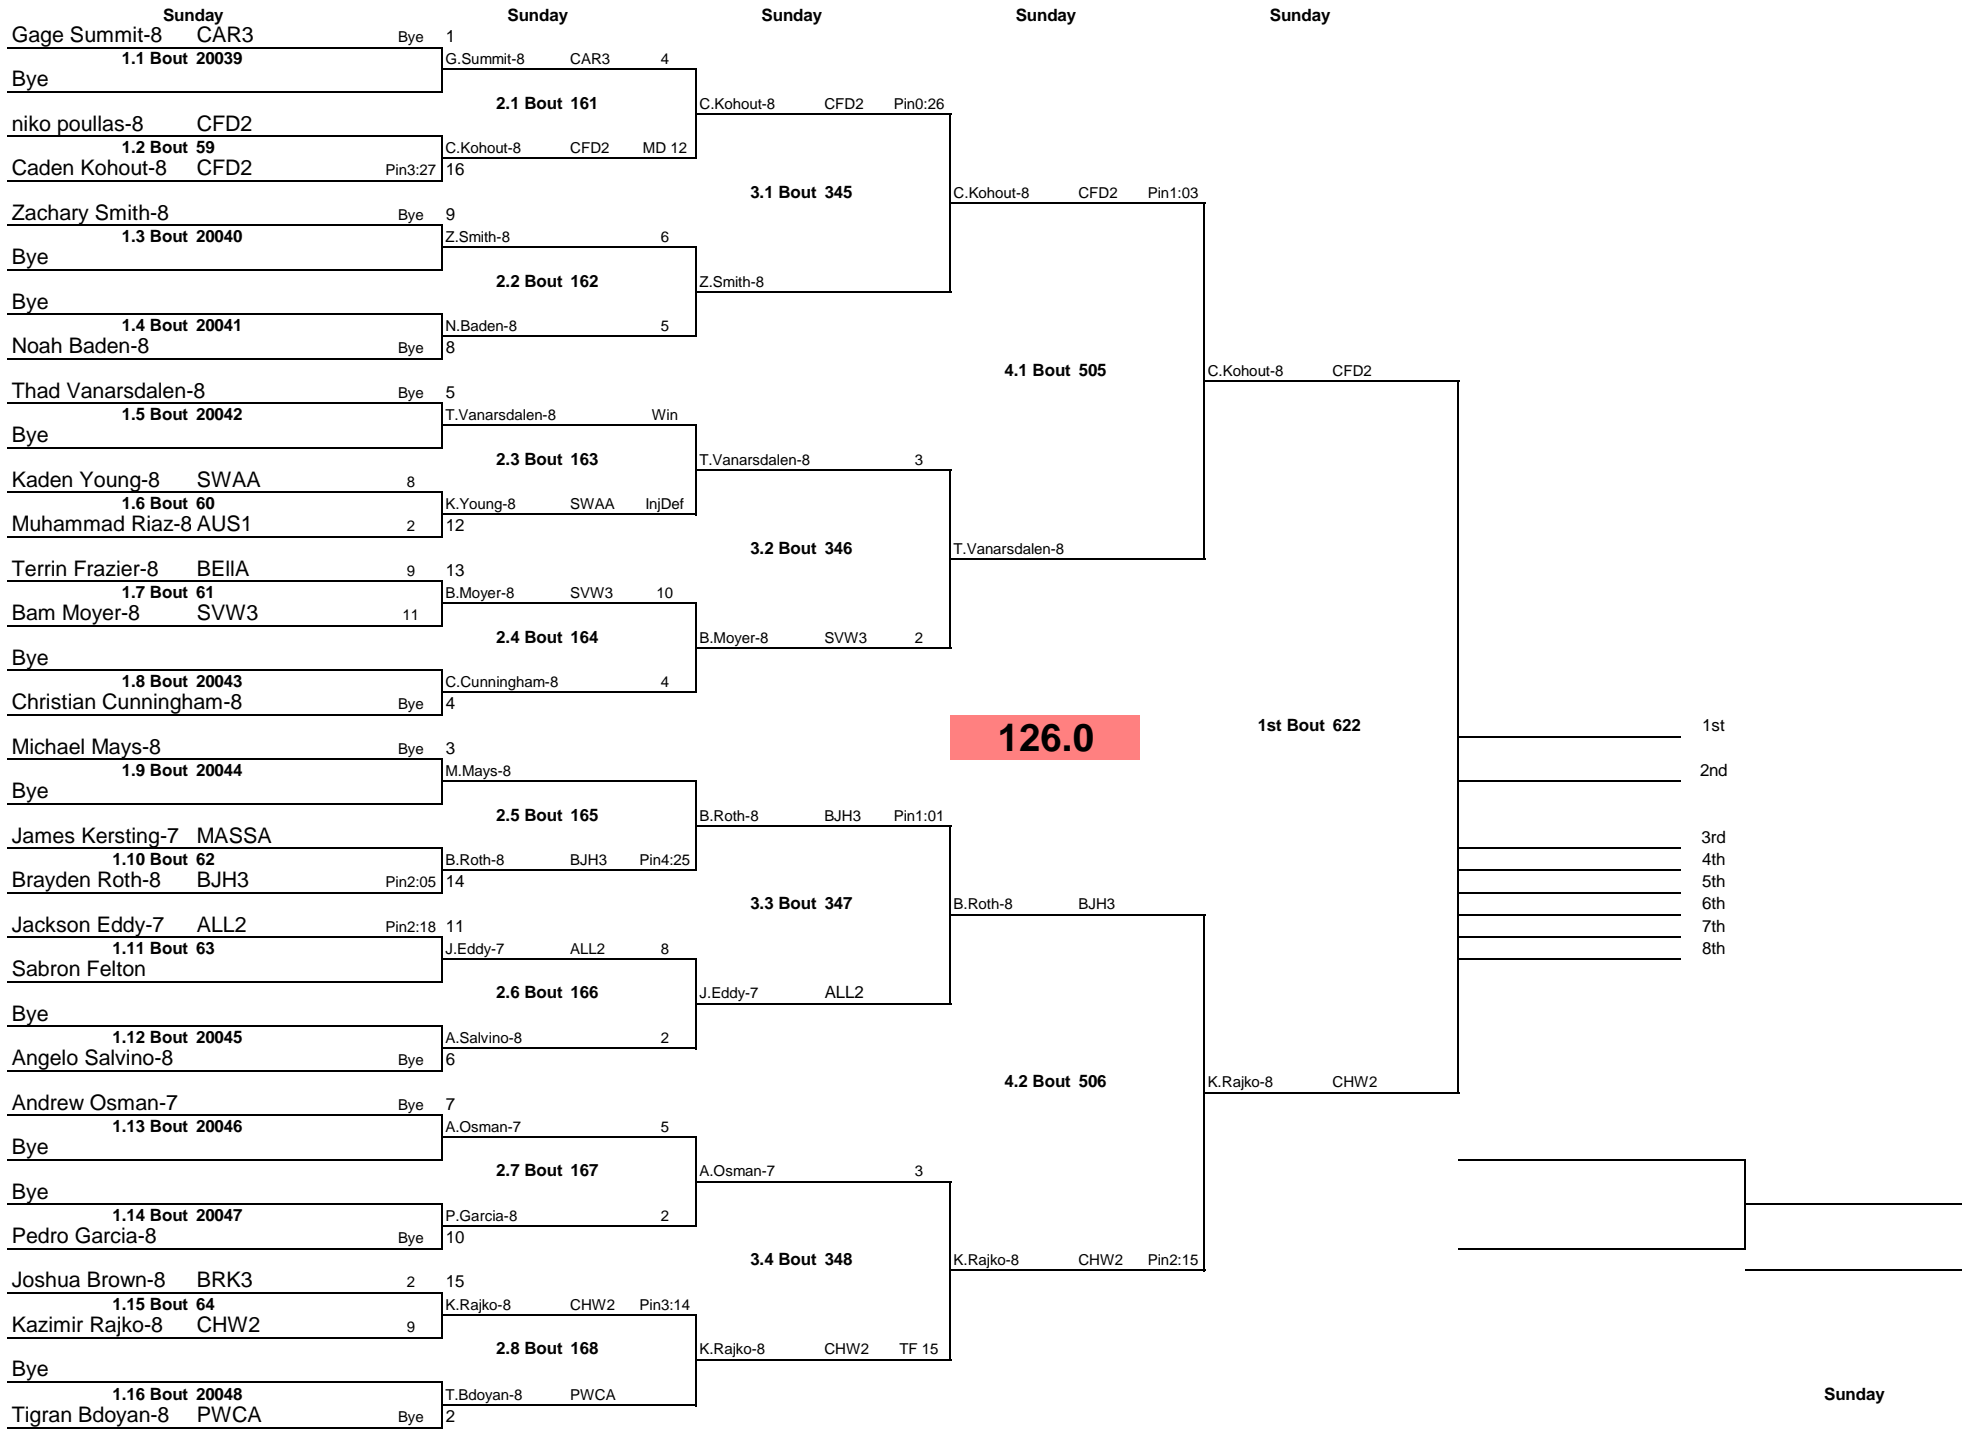 Sunday Sunday Sunday Sunday Sunday
Gage Summit-8 CAR3 Bye 1
1.1 Bout 20039
G.Summit-8 CAR3 4
Bye
2.1 Bout 161
C.Kohout-8 CFD2 Pin0:26
niko poullas-8 CFD2
1.2 Bout 59
C.Kohout-8 CFD2 MD 12
Caden Kohout-8 CFD2 Pin3:27 16
3.1 Bout 345
C.Kohout-8 CFD2 Pin1:03
Zachary Smith-8 Bye 9
1.3 Bout 20040
Z.Smith-8 6
Bye
2.2 Bout 162
Z.Smith-8
Bye
1.4 Bout 20041
N.Baden-8 5
Noah Baden-8 Bye 8
4.1 Bout 505
C.Kohout-8 CFD2
Thad Vanarsdalen-8 Bye 5
1.5 Bout 20042
T.Vanarsdalen-8 Win
Bye
2.3 Bout 163
T.Vanarsdalen-8 3
Kaden Young-8 SWAA 8
1.6 Bout 60
K.Young-8 SWAA InjDef
Muhammad Riaz-8 AUS1 2 12
3.2 Bout 346
T.Vanarsdalen-8
Terrin Frazier-8 BEIIA 9 13
1.7 Bout 61
B.Moyer-8 SVW3 10
Bam Moyer-8 SVW3 11
2.4 Bout 164
B.Moyer-8 SVW3 2
Bye
1.8 Bout 20043
C.Cunningham-8 4
Christian Cunningham-8 Bye 4
126.0
1st Bout 622
1st
Michael Mays-8 Bye 3
1.9 Bout 20044
M.Mays-8
2nd
Bye
2.5 Bout 165
B.Roth-8 BJH3 Pin1:01
James Kersting-7 MASSA
3rd
1.10 Bout 62
B.Roth-8 BJH3 Pin4:25
4th
Brayden Roth-8 BJH3 Pin2:05 14
5th
3.3 Bout 347
B.Roth-8 BJH3
6th
Jackson Eddy-7 ALL2 Pin2:18 11
7th
1.11 Bout 63
J.Eddy-7 ALL2 8
8th
Sabron Felton
2.6 Bout 166
J.Eddy-7 ALL2
Bye
1.12 Bout 20045
A.Salvino-8 2
Angelo Salvino-8 Bye 6
4.2 Bout 506
K.Rajko-8 CHW2
Andrew Osman-7 Bye 7
1.13 Bout 20046
A.Osman-7 5
Bye
2.7 Bout 167
A.Osman-7 3
Bye
1.14 Bout 20047
P.Garcia-8 2
Pedro Garcia-8 Bye 10
3.4 Bout 348
K.Rajko-8 CHW2 Pin2:15
Joshua Brown-8 BRK3 2 15
1.15 Bout 64
K.Rajko-8 CHW2 Pin3:14
Kazimir Rajko-8 CHW2 9
2.8 Bout 168
K.Rajko-8 CHW2 TF 15
Bye
1.16 Bout 20048
T.Bdoyan-8 PWCA
Sunday
Tigran Bdoyan-8 PWCA Bye 2